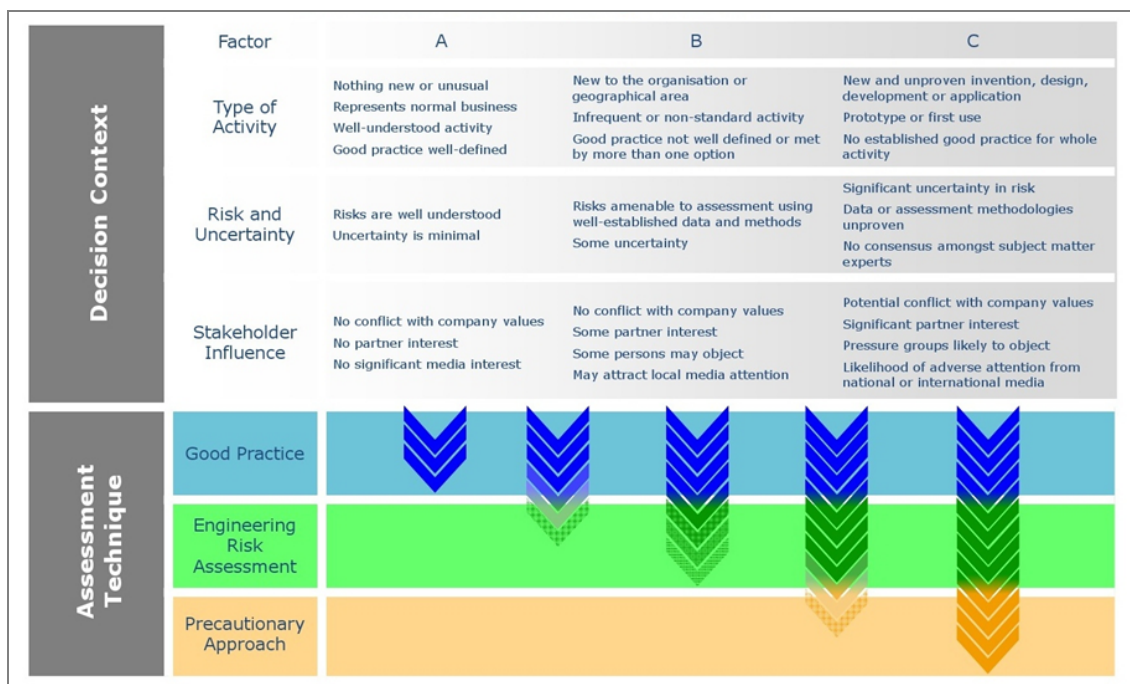 Decision Context
Factor
A
B
C
Type of
Activity
Nothing new or unusual
Represents normal business
Well-understood activity
Good practice well-defined
New to the organisation or
geographical area
Infrequent or non-standard activity
Good practice not well defined or met
by more than one option
New and unproven invention, design,
development or application
Prototype or first use
No established good practice for whole
activity
Risk and
Uncertainty
Risks are well understood
Uncertainty is minimal
Risks amenable to assessment using
well-established data and methods
Some uncertainty
Significant uncertainty in risk
Data or assessment methodologies
unproven
No consensus amongst subject matter
experts
Stakeholder
Influence
No conflict with company values
No partner interest
No significant media interest
No conflict with company values
Some partner interest
Some persons may object
May attract local media attention
Potential conflict with company values
Significant partner interest
Pressure groups likely to object
Likelihood of adverse attention from
national or international media
Assessment
Technique
Good Practice
Engineering
Risk
Assessment
Precautionary
Approach